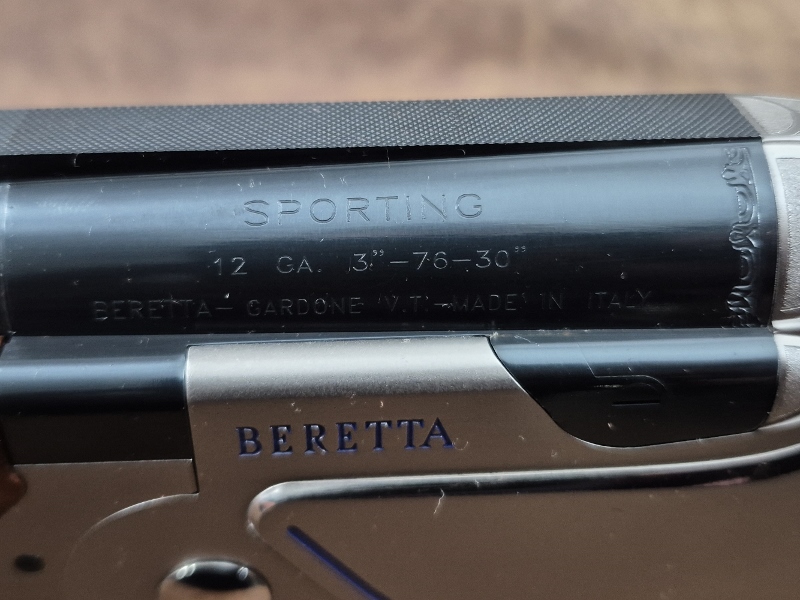 SPORTING
12 GA. 3"-76-30"
BERETTA - GARDONE V.T. - MADE IN ITALY
BERETTA